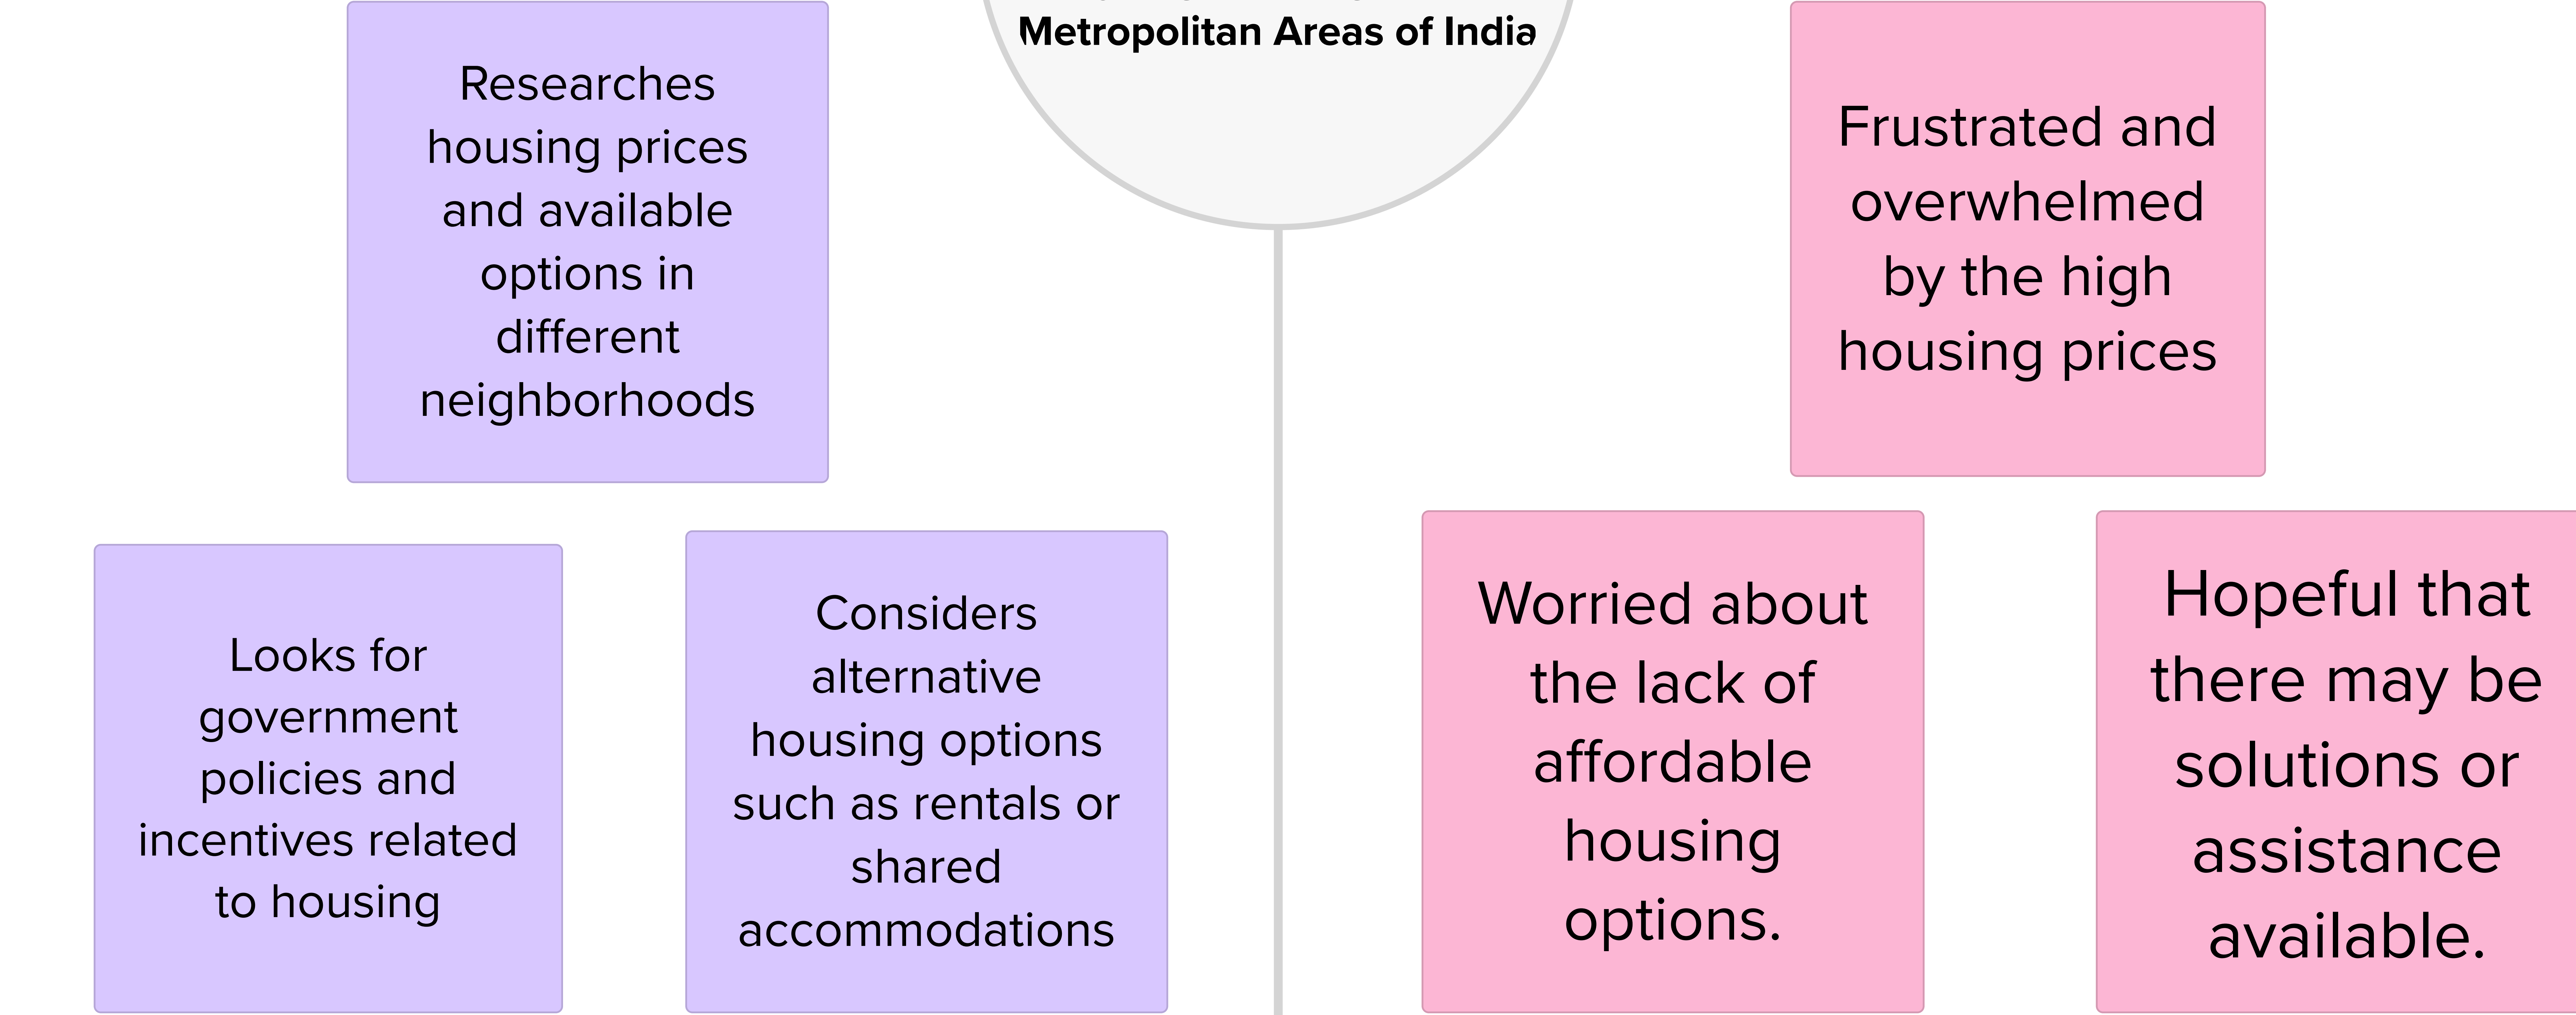 Metropolitan Areas of India
Researches
housing prices
and available
options in
different
neighborhoods
Frustrated and
overwhelmed
by the high
housing prices
Looks for
government
policies and
incentives related
to housing
Considers
alternative
housing options
such as rentals or
shared
accommodations
Worried about
the lack of
affordable
housing
options.
Hopeful that
there may be
solutions or
assistance
available.